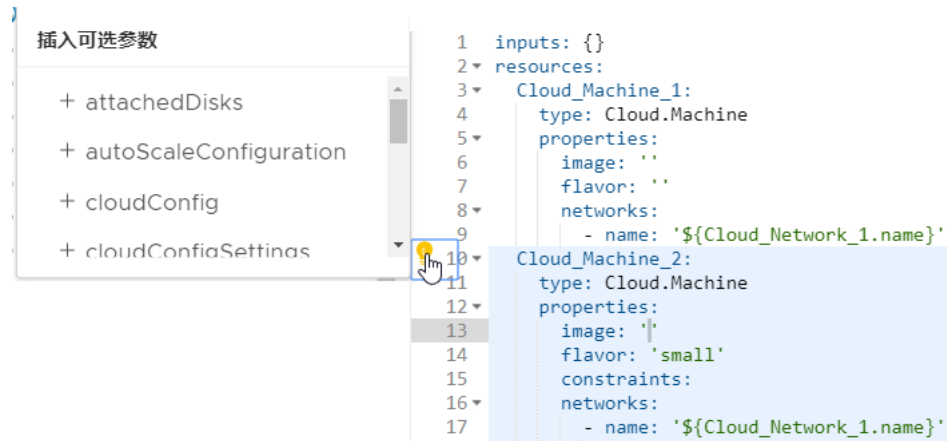 插入可选参数
+ attachedDisks
+ autoScaleConfiguration
+ cloudConfig
+ cloudConfigSettings
1 inputs: {}
2 resources:
3 Cloud_Machine_1:
4 type: Cloud.Machine
5 properties:
6 image: ''
7 flavor: ''
8 networks:
9 - name: '${Cloud_Network_1.name}'
10 Cloud_Machine_2:
11 type: Cloud.Machine
12 properties:
13 image: ''
14 flavor: 'small'
15 constraints:
16 networks:
17 - name: '${Cloud_Network_1.name}'